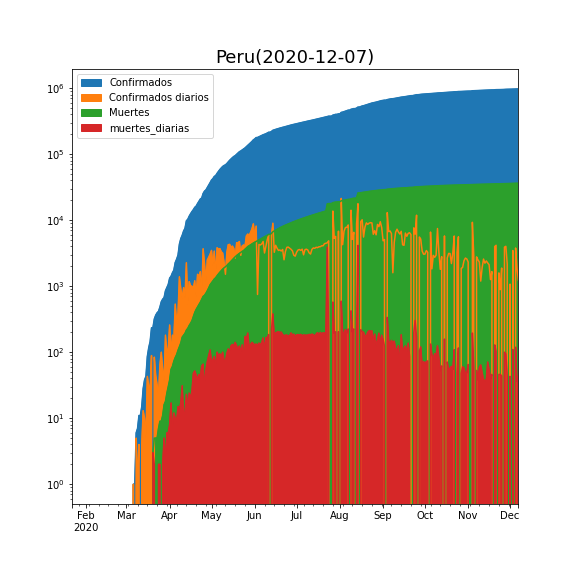 Peru(2020-12-07)
Confirmados
Confirmados diarios
Muertes
muertes_diarias
10⁶
10⁵
10⁴
10³
10²
10¹
10⁰
Feb Mar Apr May Jun Jul Aug Sep Oct Nov Dec
2020